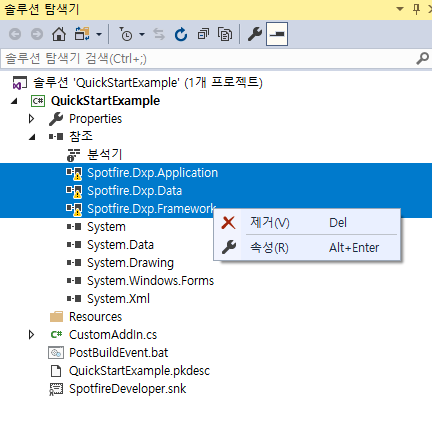 솔루션 탐색기
솔루션 탐색기 검색(Ctrl+;)
솔루션 'QuickStartExample' (1개 프로젝트)
C# QuickStartExample
Properties
참조
분석기
Spotfire.Dxp.Application
Spotfire.Dxp.Data
Spotfire.Dxp.Framework
제거(V) Del
System
속성(R) Alt+Enter
System.Data
System.Drawing
System.Windows.Forms
System.Xml
Resources
C# CustomAddIn.cs
PostBuildEvent.bat
QuickStartExample.pkdesc
SpotfireDeveloper.snk